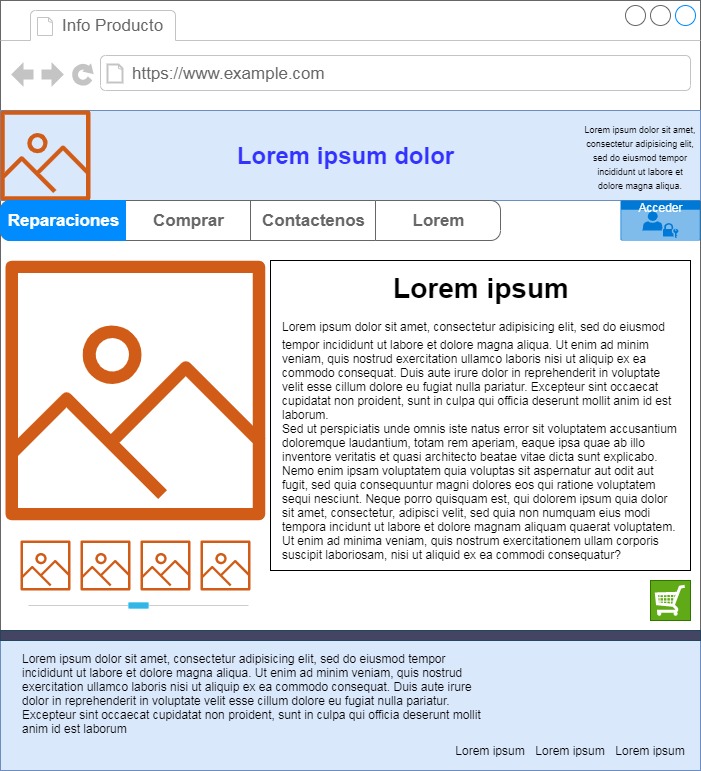 Info Producto
https://www.example.com
Lorem ipsum dolor
Lorem ipsum dolor sit amet,
consectetur adipisicing elit,
sed do eiusmod tempor
incididunt ut labore et
dolore magna aliqua.
Reparaciones Comprar Contactenos Lorem Acceder
Lorem ipsum
Lorem ipsum dolor sit amet, consectetur adipisicing elit, sed do eiusmod
tempor incididunt ut labore et dolore magna aliqua. Ut enim ad minim
veniam, quis nostrud exercitation ullamco laboris nisi ut aliquip ex ea
commodo consequat. Duis aute irure dolor in reprehenderit in voluptate
velit esse cillum dolore eu fugiat nulla pariatur. Excepteur sint occaecat
cupidatat non proident, sunt in culpa qui officia deserunt mollit anim id est
laborum.
Sed ut perspiciatis unde omnis iste natus error sit voluptatem accusantium
doloremque laudantium, totam rem aperiam, eaque ipsa quae ab illo
inventore veritatis et quasi architecto beatae vitae dicta sunt explicabo.
Nemo enim ipsam voluptatem quia voluptas sit aspernatur aut odit aut
fugit, sed quia consequuntur magni dolores eos qui ratione voluptatem
sequi nesciunt. Neque porro quisquam est, qui dolorem ipsum quia dolor
sit amet, consectetur, adipisci velit, sed quia non numquam eius modi
tempora incidunt ut labore et dolore magnam aliquam quaerat voluptatem.
Ut enim ad minima veniam, quis nostrum exercitationem ullam corporis
suscipit laboriosam, nisi ut aliquid ex ea commodi consequatur?
Lorem ipsum dolor sit amet, consectetur adipisicing elit, sed do eiusmod tempor
incididunt ut labore et dolore magna aliqua. Ut enim ad minim veniam, quis nostrud
exercitation ullamco laboris nisi ut aliquip ex ea commodo consequat. Duis aute irure
dolor in reprehenderit in voluptate velit esse cillum dolore eu fugiat nulla pariatur.
Excepteur sint occaecat cupidatat non proident, sunt in culpa qui officia deserunt mollit
anim id est laborum
Lorem ipsum Lorem ipsum Lorem ipsum